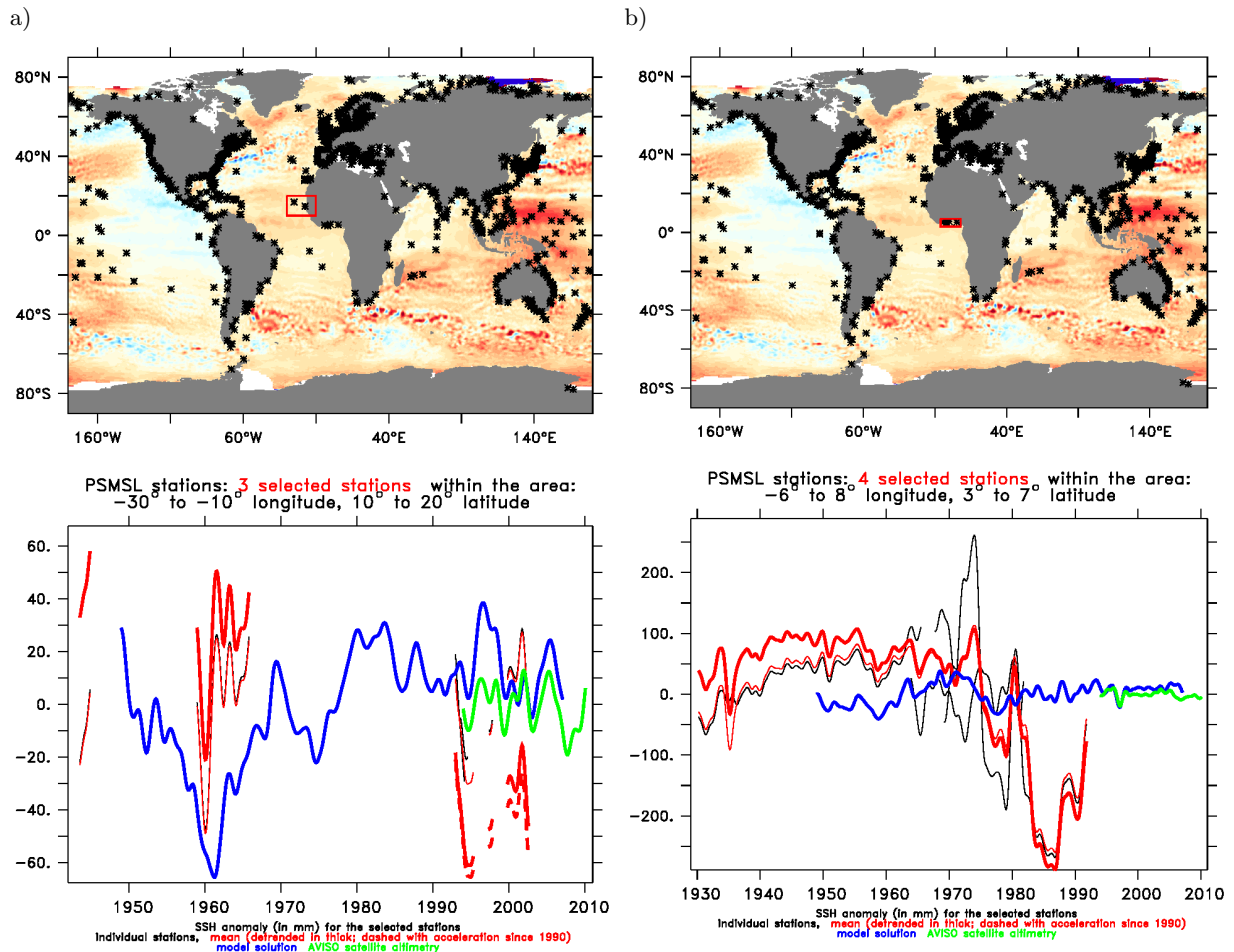 a)
b)
80°N
40°N
0°
40°S
80°S
160°W
60°W
40°E
140°E
80°N
40°N
0°
40°S
80°S
160°W
60°W
40°E
140°E
PSMSL stations: 3 selected stations within the area:
-30° to -10° longitude, 10° to 20° latitude
60.
40.
20.
0.
-20.
-40.
-60.
1950
1960
1970
1980
1990
2000
2010
SSH anomaly (in mm) for the selected stations
Individual stations, mean (detrended in thick; dashed with acceleration since 1990)
model solution AVISO satellite altimetry
PSMSL stations: 4 selected stations within the area:
-6° to 8° longitude, 3° to 7° latitude
200.
100.
0.
-100.
-200.
1930
1940
1950
1960
1970
1980
1990
2000
2010
SSH anomaly (in mm) for the selected stations
Individual stations, mean (detrended in thick; dashed with acceleration since 1990)
model solution AVISO satellite altimetry